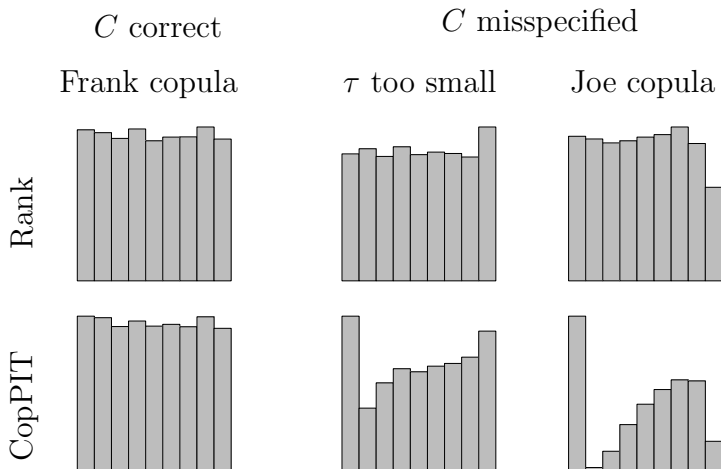 C correct
C misspecified
Frank copula
τ too small
Joe copula
Rank
CopPIT